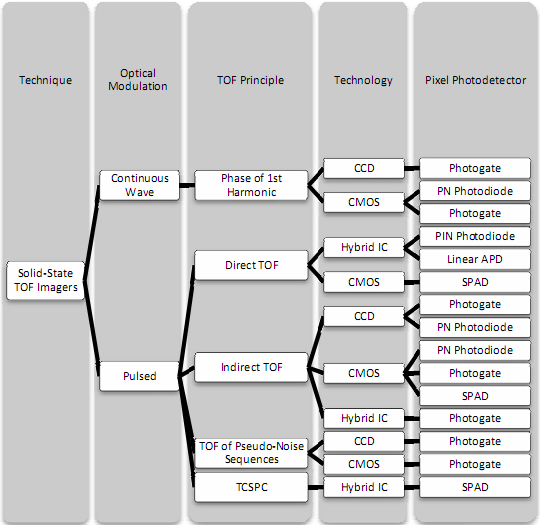 Technique
Optical
Modulation
TOF Principle
Technology
Pixel Photodetector
Solid-State
TOF Imagers
Continuous
Wave
Phase of 1st
Harmonic
CCD
Photogate
CMOS
PN Photodiode
Photogate
Pulsed
Direct TOF
Hybrid IC
PIN Photodiode
Linear APD
CMOS
SPAD
Indirect TOF
CCD
Photogate
PN Photodiode
CMOS
PN Photodiode
Photogate
SPAD
Hybrid IC
Photogate
TOF of Pseudo-Noise
Sequences
CCD
Photogate
CMOS
Photogate
TCSPC
Hybrid IC
SPAD